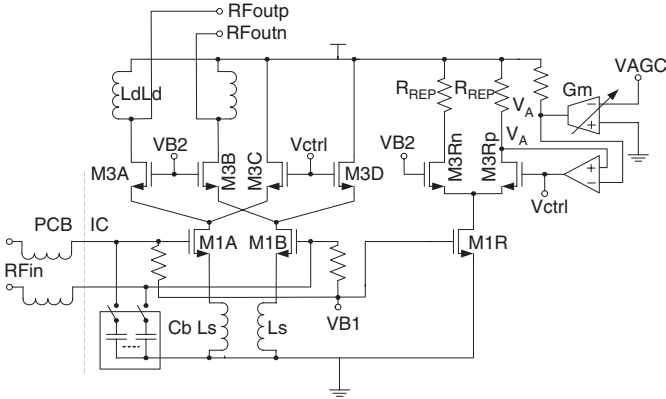 RFoutp
RFoutn
VAGC
LdLd
RREP RREP
Gm
VA
− +
VA
VB2
Vctrl
VB2
M3A
M3B
M3C
M3D
M3Rn
M3Rp
+ −
Vctrl
PCB IC
M1A
M1B
M1R
RFin
VB1
Cb Ls
Ls